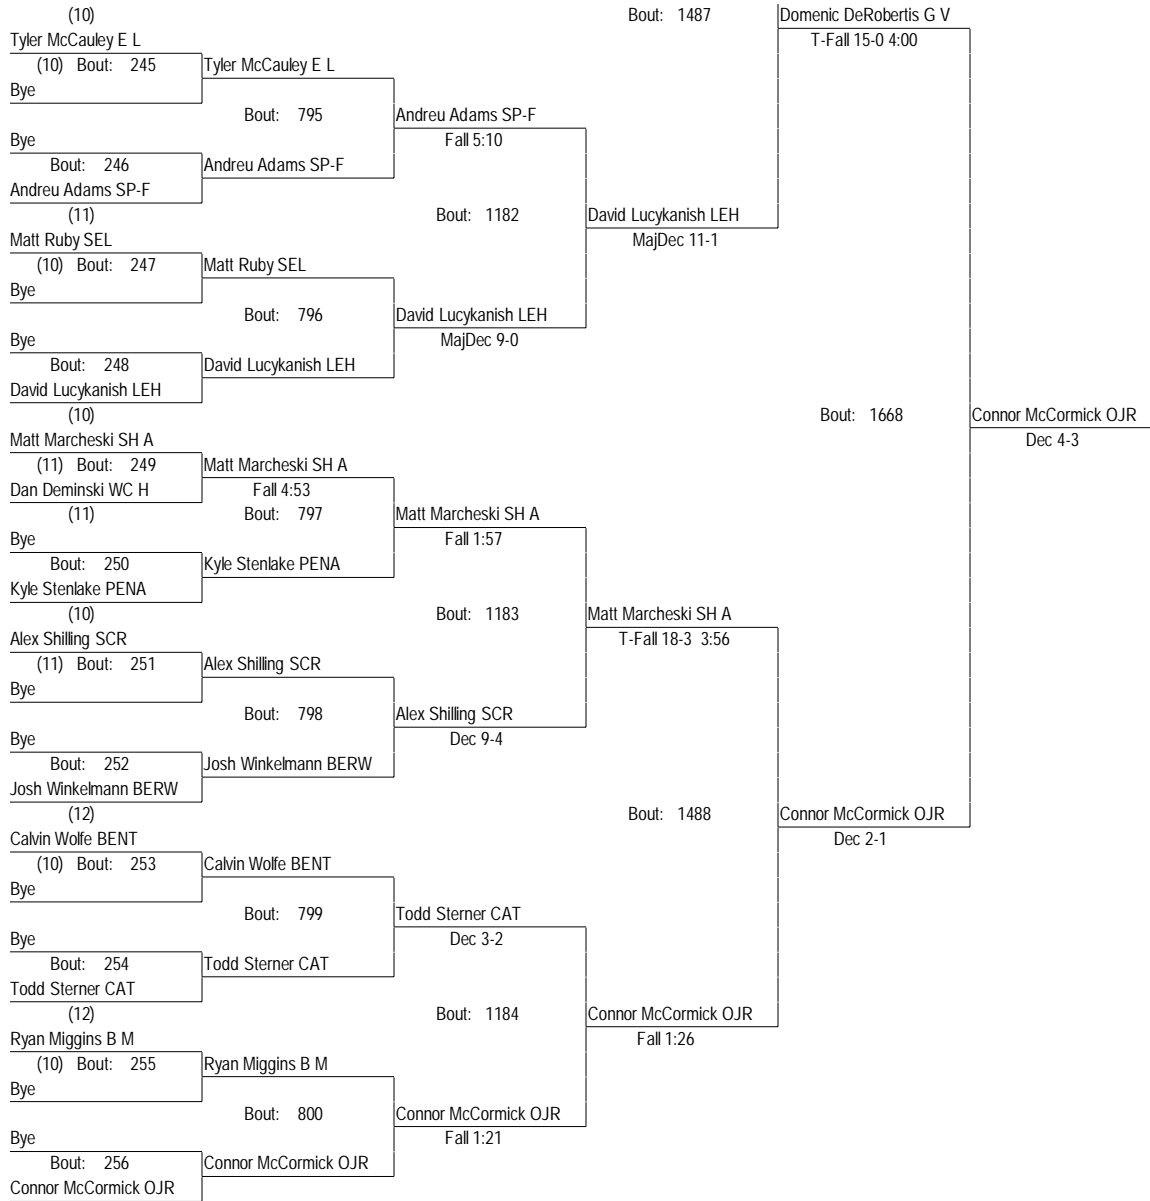 (10) Bout: 1487 Domenic DeRobertis G V
Tyler McCauley E L T-Fall 15-0 4:00
(10) Bout: 245 Tyler McCauley E L
Bye
Bout: 795 Andreu Adams SP-F
Bye Fall 5:10
Bout: 246 Andreu Adams SP-F
Andreu Adams SP-F
(11) Bout: 1182 David Lucykanish LEH
Matt Ruby SEL MajDec 11-1
(10) Bout: 247 Matt Ruby SEL
Bye
Bout: 796 David Lucykanish LEH
Bye MajDec 9-0
Bout: 248 David Lucykanish LEH
David Lucykanish LEH
(10) Bout: 1668 Connor McCormick OJR
Matt Marcheski SH A Dec 4-3
(11) Bout: 249 Matt Marcheski SH A
Dan Deminski WC H Fall 4:53
(11) Bout: 797 Matt Marcheski SH A
Bye Fall 1:57
Bout: 250 Kyle Stenlake PENA
Kyle Stenlake PENA
(10) Bout: 1183 Matt Marcheski SH A
Alex Shilling SCR T-Fall 18-3 3:56
(11) Bout: 251 Alex Shilling SCR
Bye
Bout: 798 Alex Shilling SCR
Bye Dec 9-4
Bout: 252 Josh Winkelmann BERW
Josh Winkelmann BERW
(12) Bout: 1488 Connor McCormick OJR
Calvin Wolfe BENT Dec 2-1
(10) Bout: 253 Calvin Wolfe BENT
Bye
Bout: 799 Todd Sterner CAT
Bye Dec 3-2
Bout: 254 Todd Sterner CAT
Todd Sterner CAT
(12) Bout: 1184 Connor McCormick OJR
Ryan Miggins B M Fall 1:26
(10) Bout: 255 Ryan Miggins B M
Bye
Bout: 800 Connor McCormick OJR
Bye Fall 1:21
Bout: 256 Connor McCormick OJR
Connor McCormick OJR